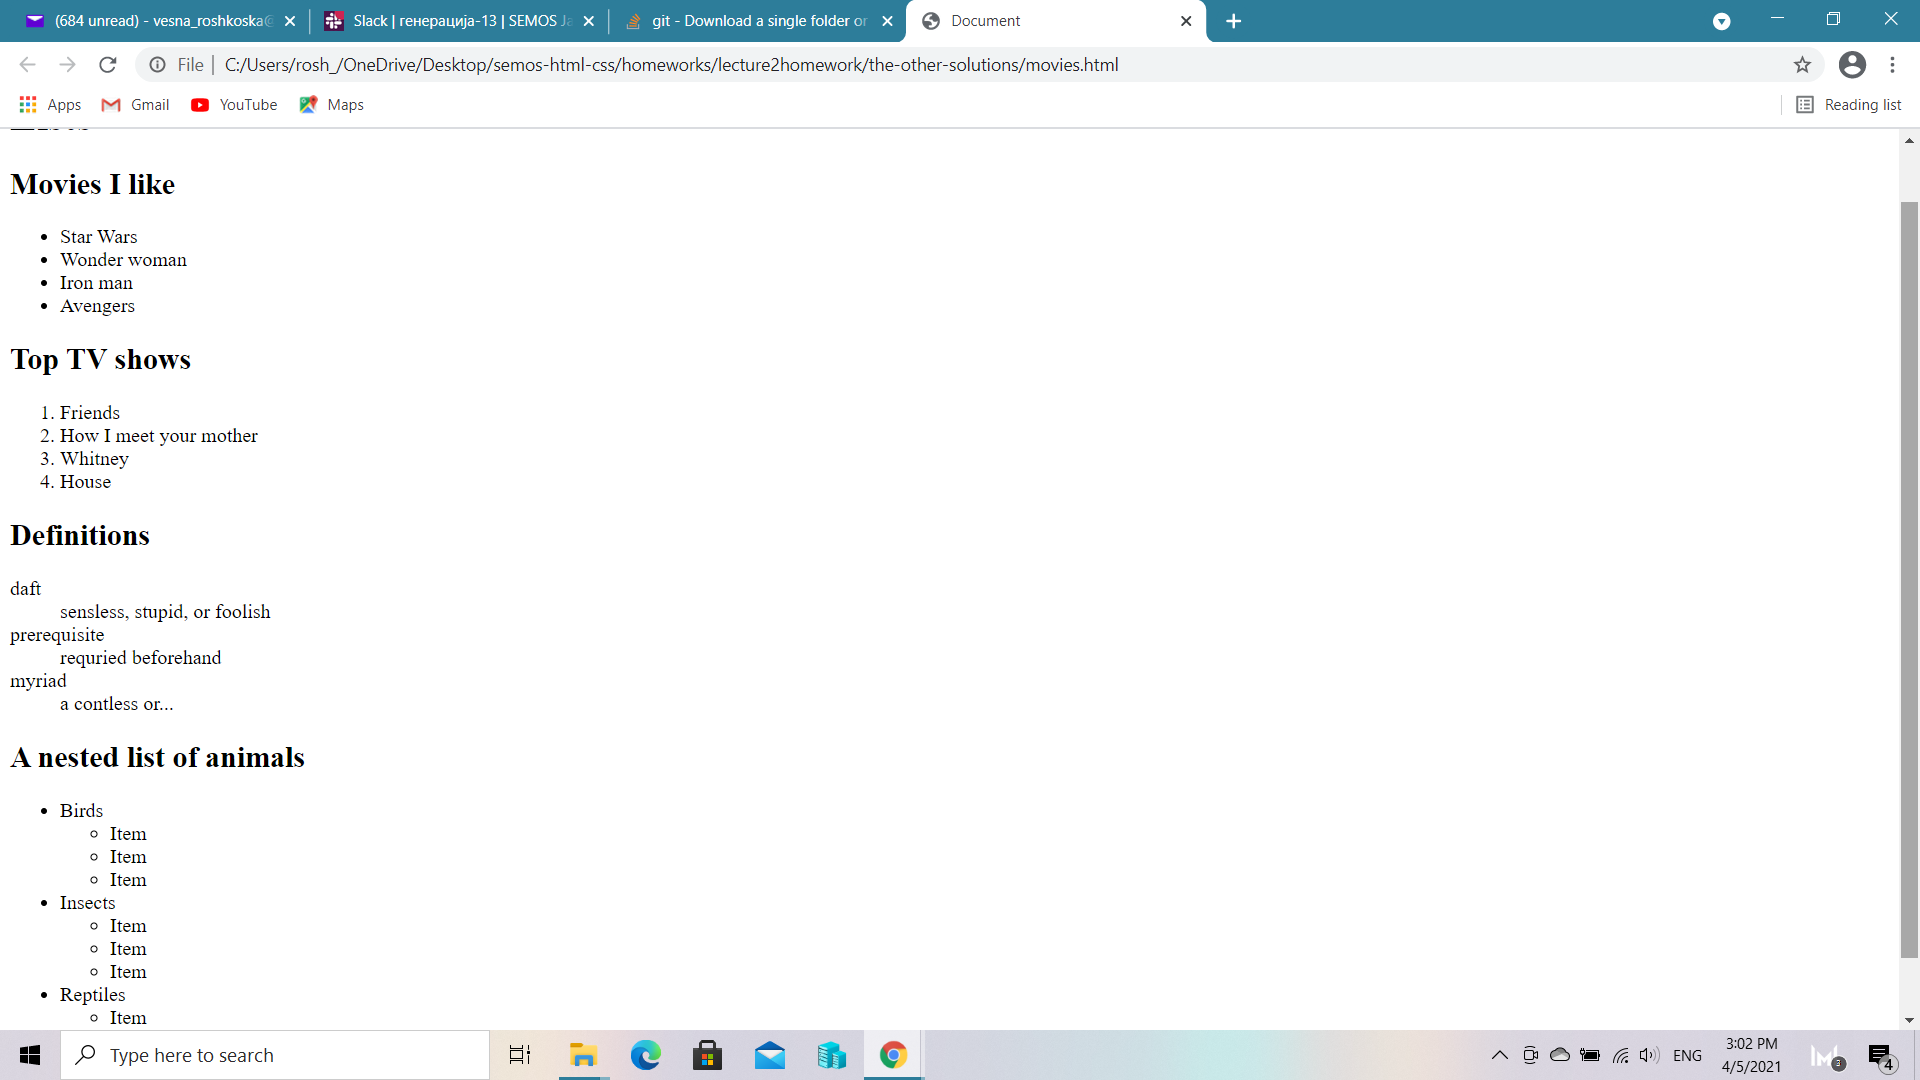 (684 unread) - vesna_roshkoska@
Slack | генерација-13 | SEMOS Ja
git - Download a single folder or
Document
File
C:/Users/rosh_/OneDrive/Desktop/semos-html-css/homeworks/lecture2homework/the-other-solutions/movies.html
Apps
Gmail
YouTube
Maps
Reading list
Movies I like
• Star Wars
• Wonder woman
• Iron man
• Avengers
Top TV shows
1. Friends
2. How I meet your mother
3. Whitney
4. House
Definitions
daft
sensless, stupid, or foolish
prerequisite
requried beforehand
myriad
a contless or...
A nested list of animals
• Birds
◦ Item
◦ Item
◦ Item
• Insects
◦ Item
◦ Item
◦ Item
• Reptiles
◦ Item
Type here to search
ENG
3:02 PM
4/5/2021
3
4